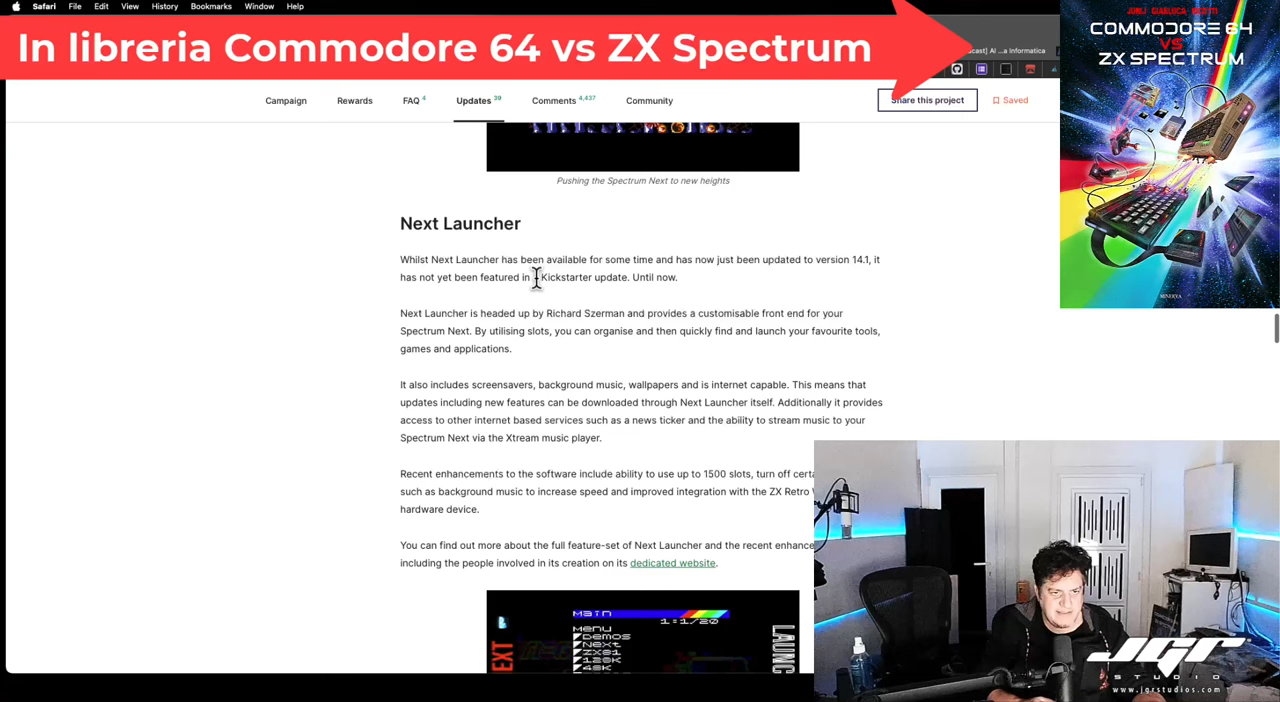 Safari File Edit View History Bookmarks Window Help
In libreria Commodore 64 vs ZX Spectrum
AI ...a Informatica
JUNIJ GIANLUCA RICETTI
COMMODORE 64
VS
ZX SPECTRUM
MINERVA
Campaign Rewards FAQ 4 Updates 39 Comments 4,437 Community Share this project Saved
Pushing the Spectrum Next to new heights
Next Launcher
Whilst Next Launcher has been available for some time and has now just been updated to version 14.1, it
has not yet been featured in Kickstarter update. Until now.
Next Launcher is headed up by Richard Szerman and provides a customisable front end for your
Spectrum Next. By utilising slots, you can organise and then quickly find and launch your favourite tools,
games and applications.
It also includes screensavers, background music, wallpapers and is internet capable. This means that
updates including new features can be downloaded through Next Launcher itself. Additionally it provides
access to other internet based services such as a news ticker and the ability to stream music to your
Spectrum Next via the Xtream music player.
Recent enhancements to the software include ability to use up to 1500 slots, turn off certa
such as background music to increase speed and improved integration with the ZX Retro
hardware device.
You can find out more about the full feature-set of Next Launcher and the recent enhance
including the people involved in its creation on its dedicated website.
Main
1:1/20
Menu
Demos
Next
ZX81
128K
48K
EXT
LAUNC
JGR
STUDIO
www.jgrstudios.com